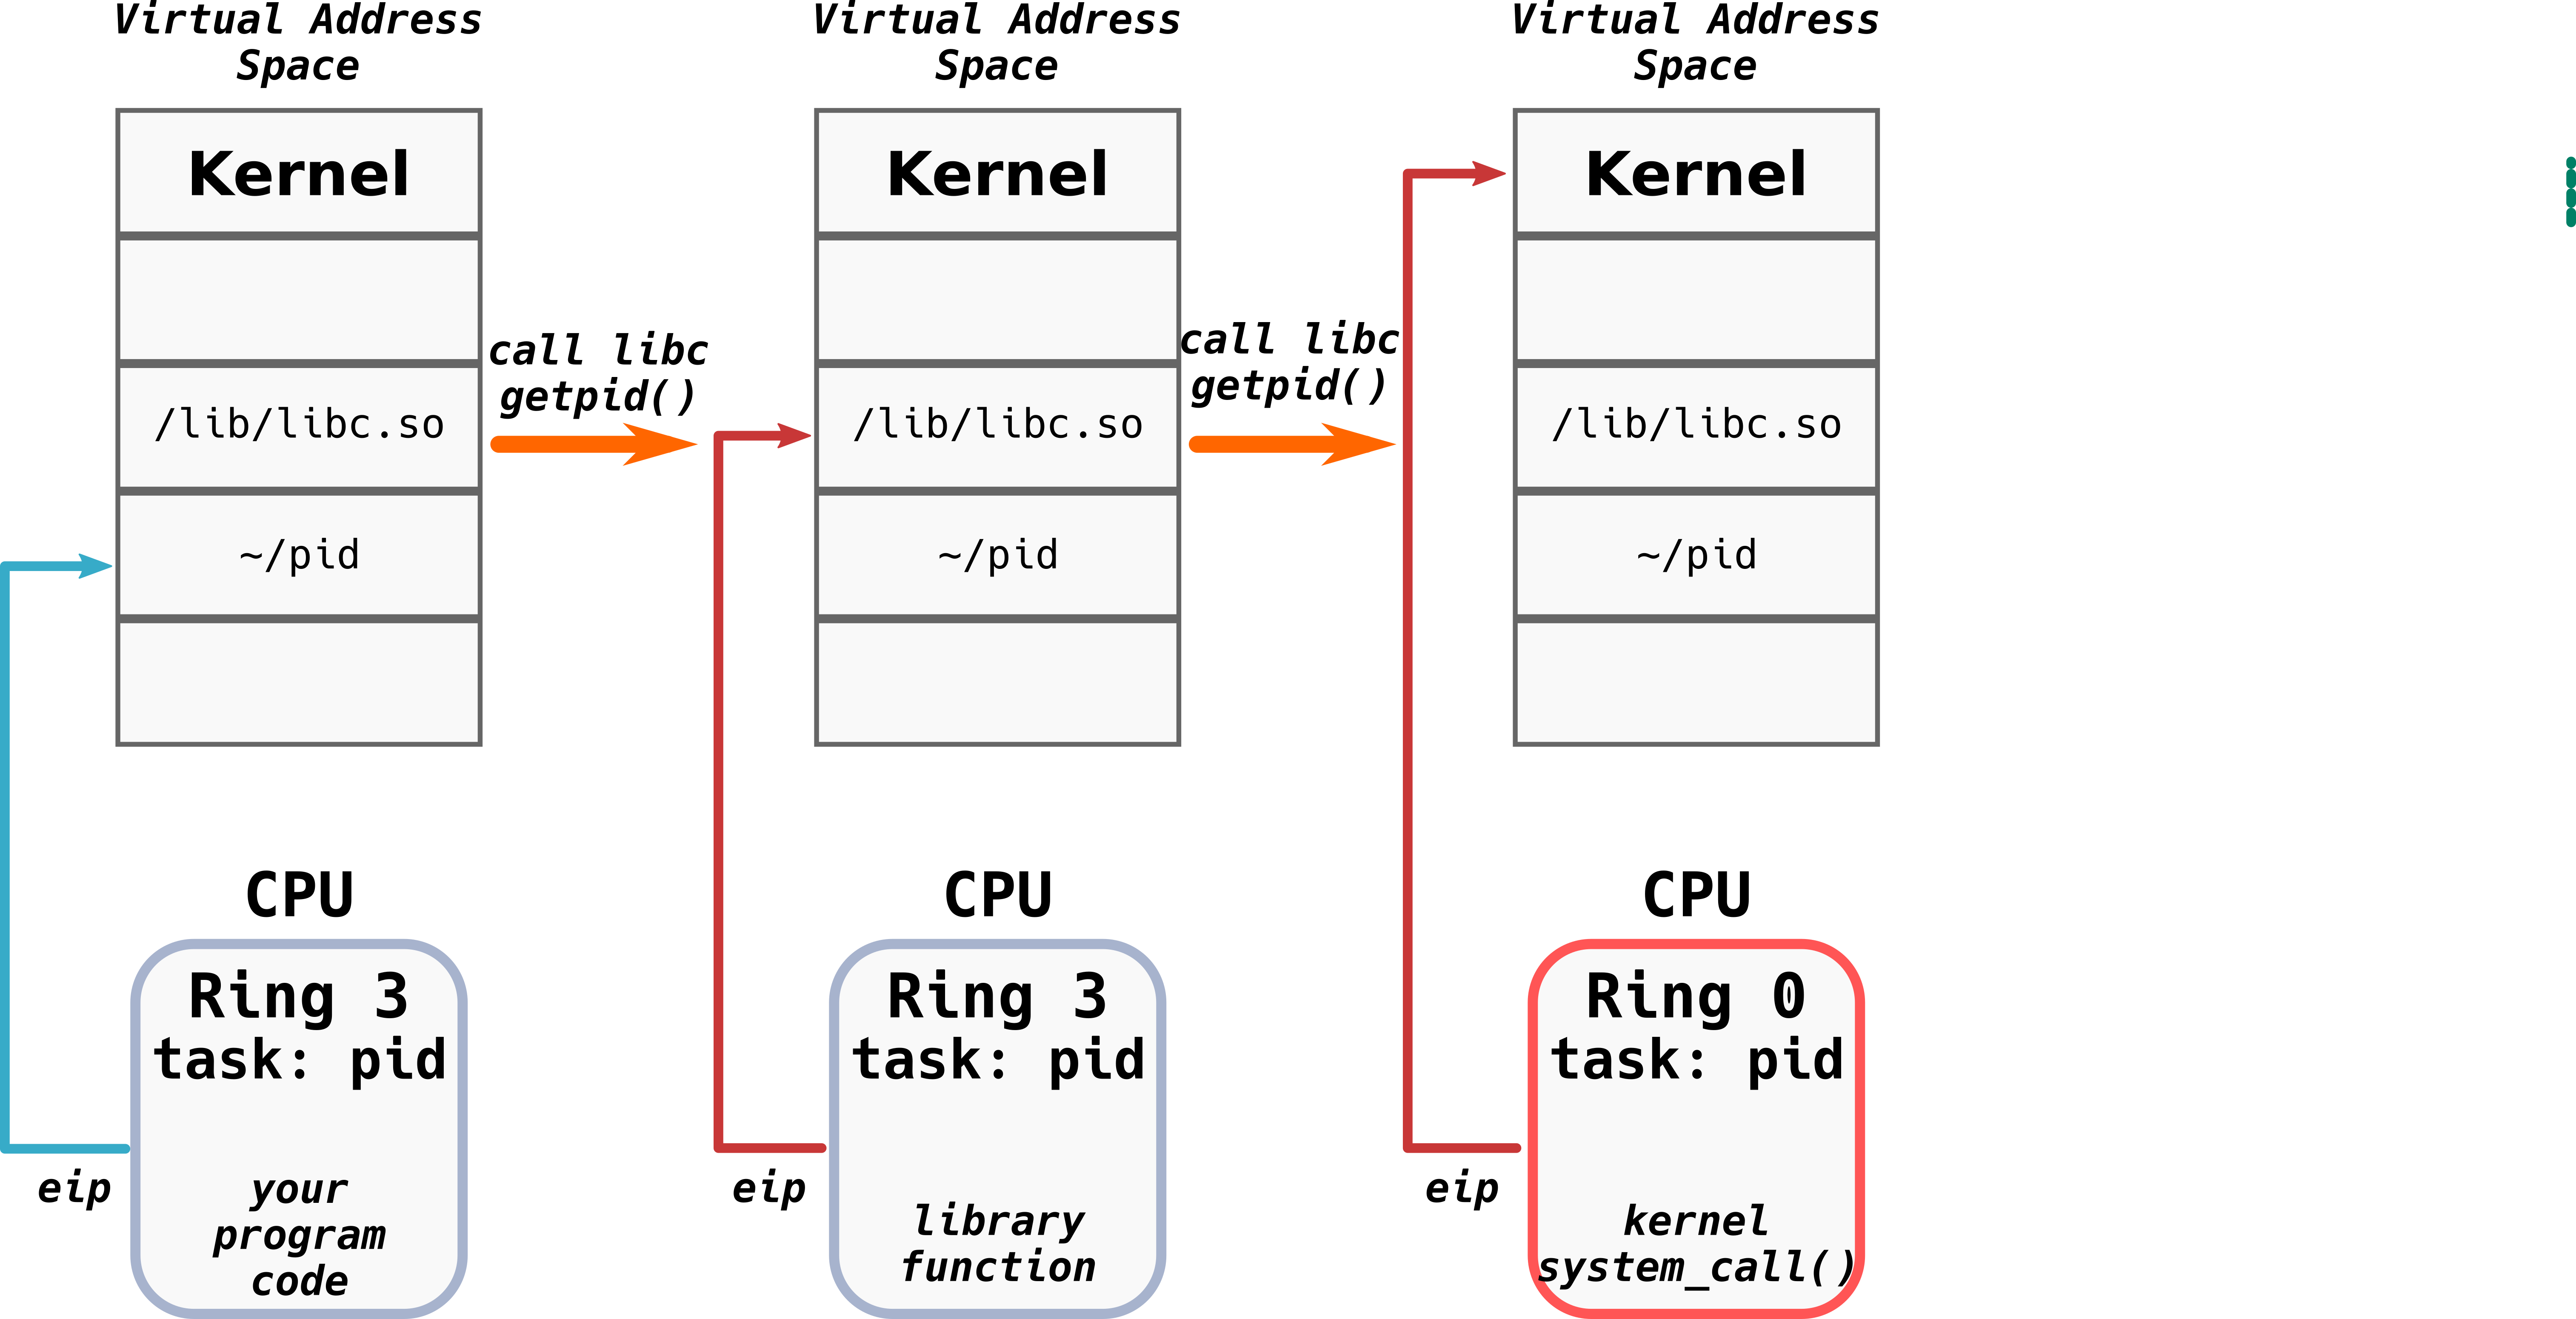 Virtual Address
Space
Kernel
/lib/libc.so
~/pid
call libc
getpid()
CPU
Ring 3
task: pid
eip
your
program
code
Virtual Address
Space
Kernel
/lib/libc.so
~/pid
call libc
getpid()
CPU
Ring 3
task: pid
eip
library
function
Virtual Address
Space
Kernel
/lib/libc.so
~/pid
CPU
Ring 0
task: pid
eip
kernel
system_call()